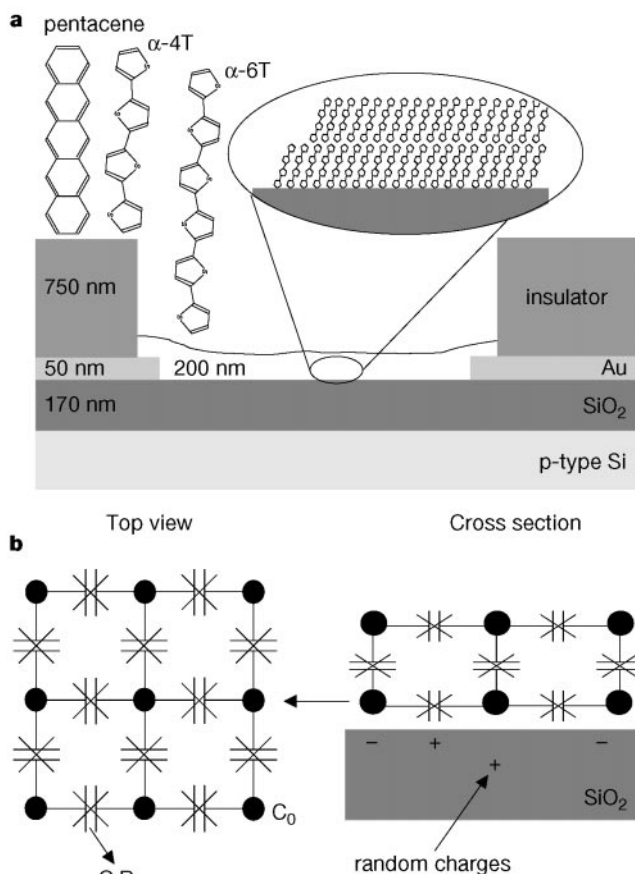 a
pentacene
α-4T
α-6T
750 nm
insulator
50 nm
200 nm
Au
170 nm
SiO₂
p-type Si
Top view
Cross section
b
− + −
+
C₀
SiO₂
random charges